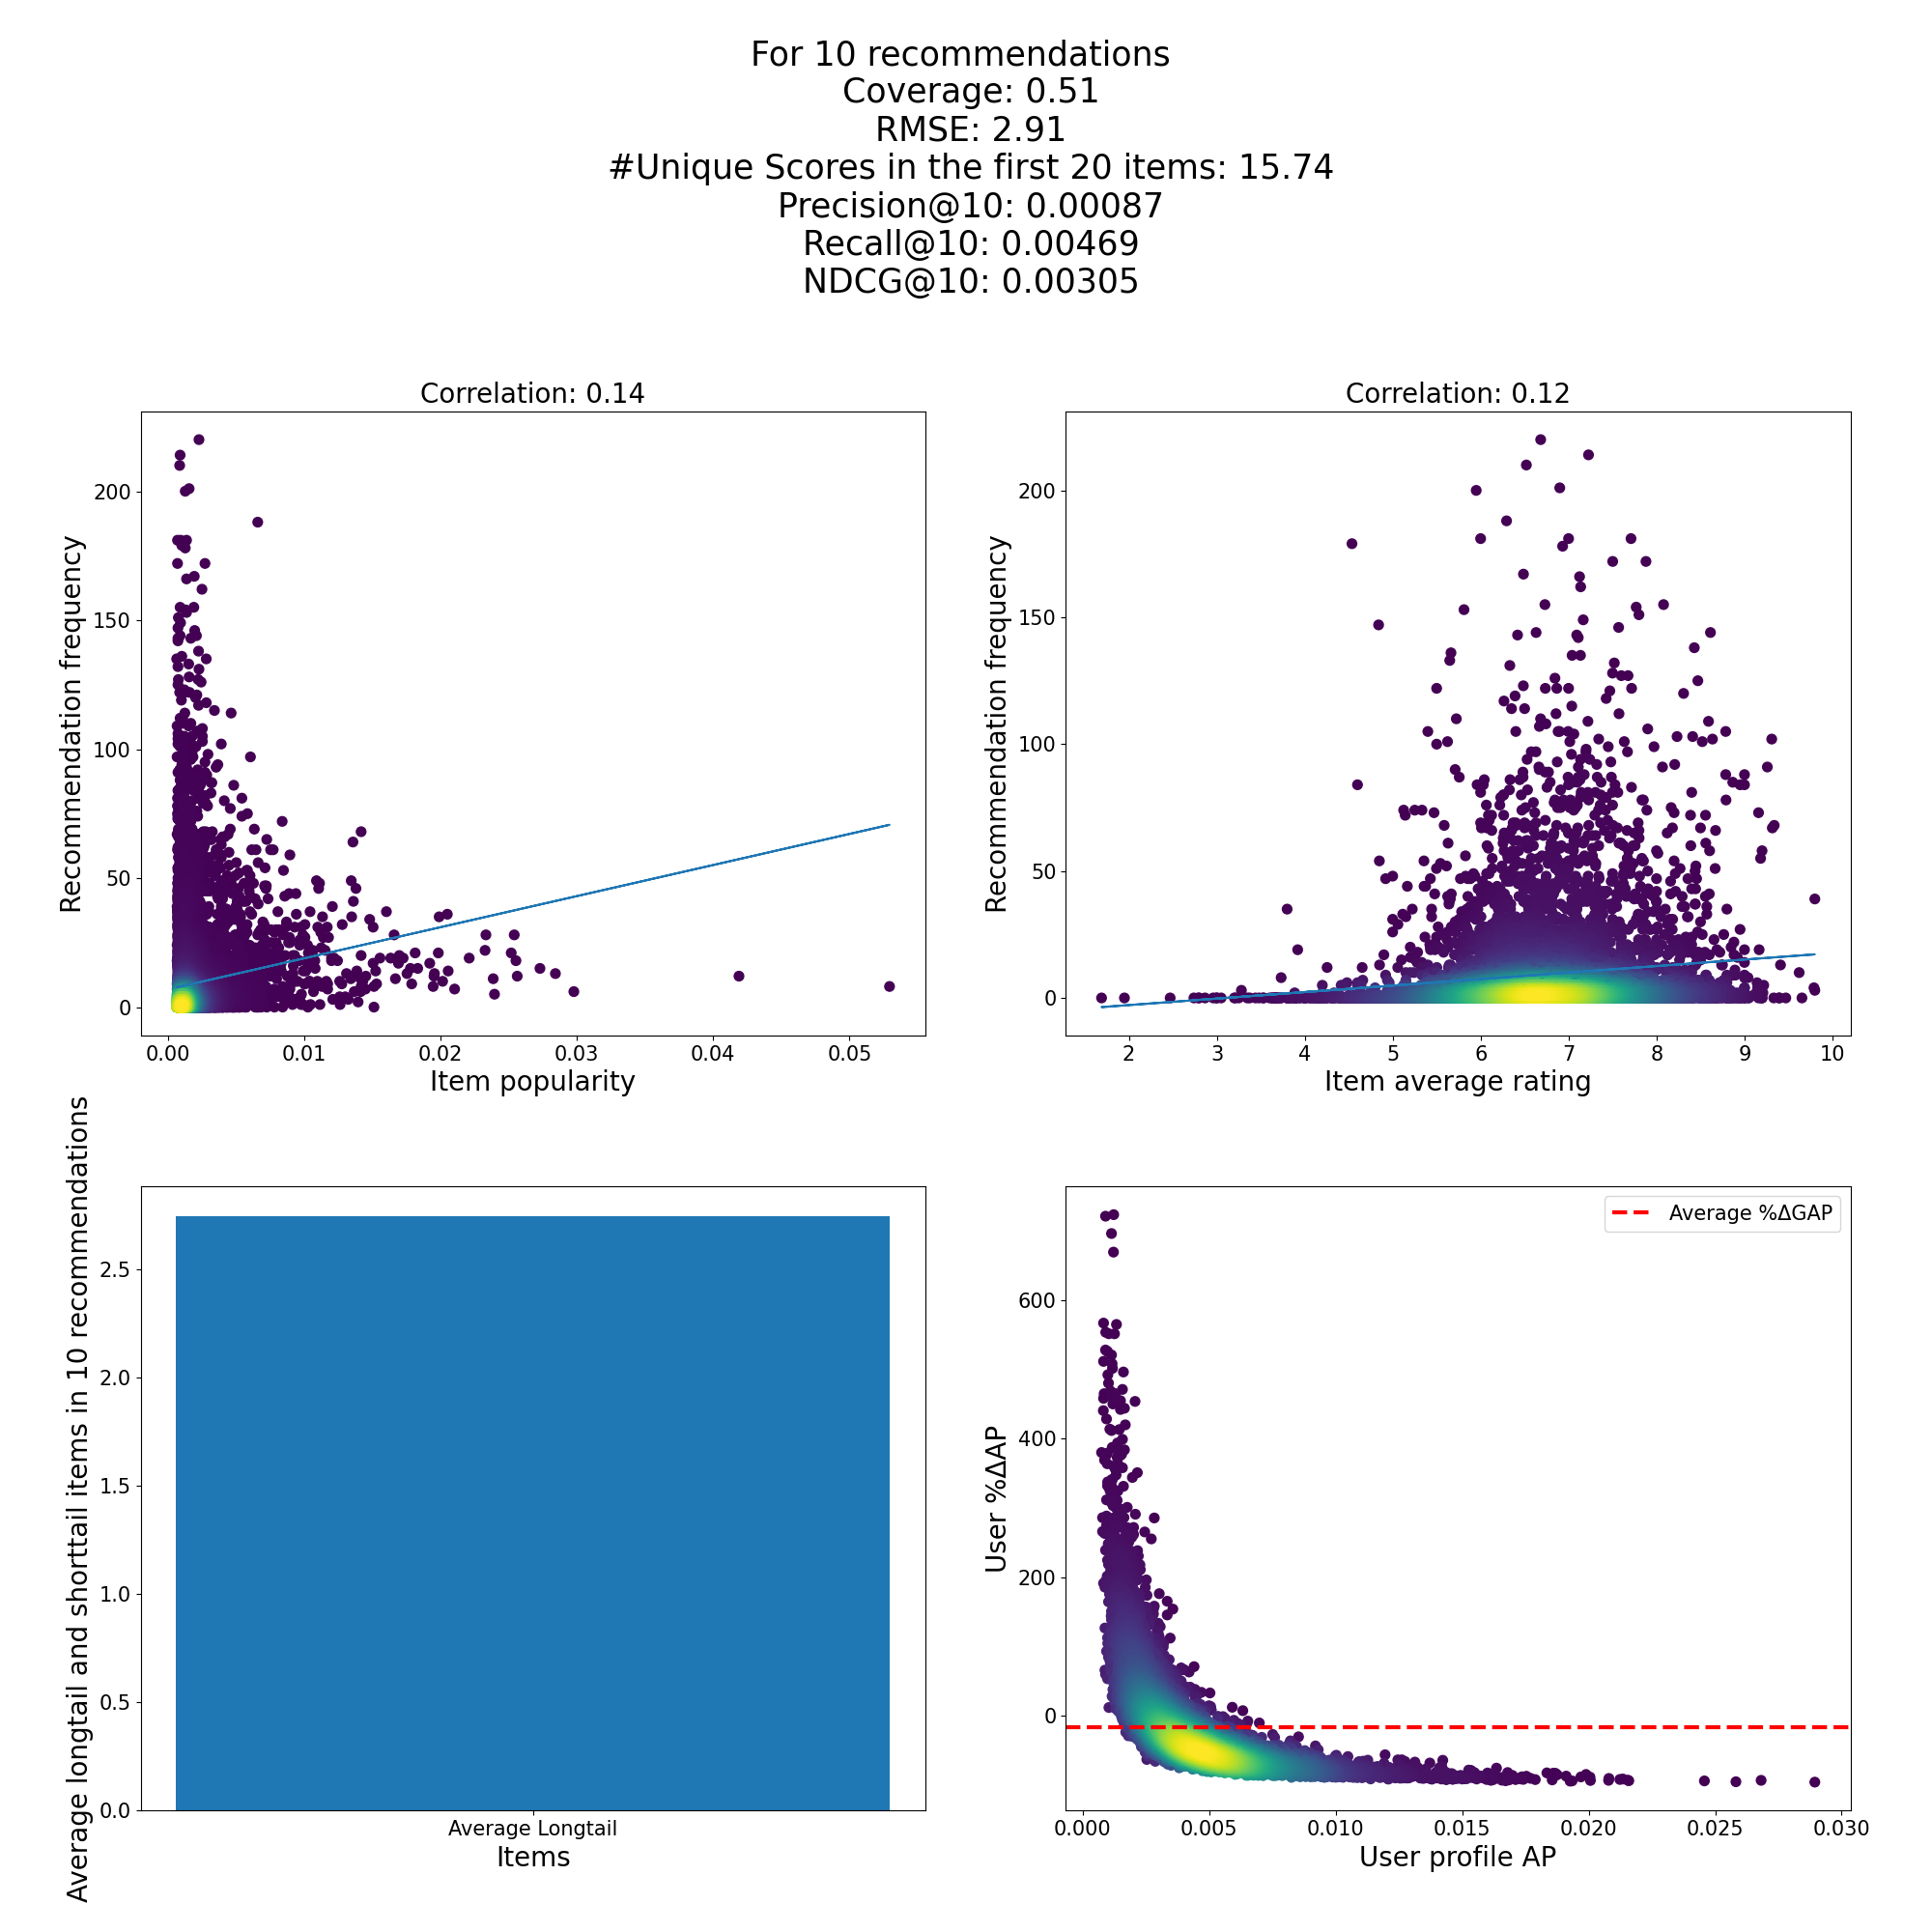 For 10 recommendations
Coverage: 0.51
RMSE: 2.91
#Unique Scores in the first 20 items: 15.74
Precision@10: 0.00087
Recall@10: 0.00469
NDCG@10: 0.00305
Correlation: 0.14
Recommendation frequency
200
150
100
50
0
0.00 0.01 0.02 0.03 0.04 0.05
Item popularity
Correlation: 0.12
Recommendation frequency
200
150
100
50
0
2 3 4 5 6 7 8 9 10
Item average rating
Average longtail and shorttail items in 10 recommendations
2.5
2.0
1.5
1.0
0.5
0.0
Average Longtail
Items
Average %ΔGAP
User %ΔAP
600
400
200
0
0.000 0.005 0.010 0.015 0.020 0.025 0.030
User profile AP